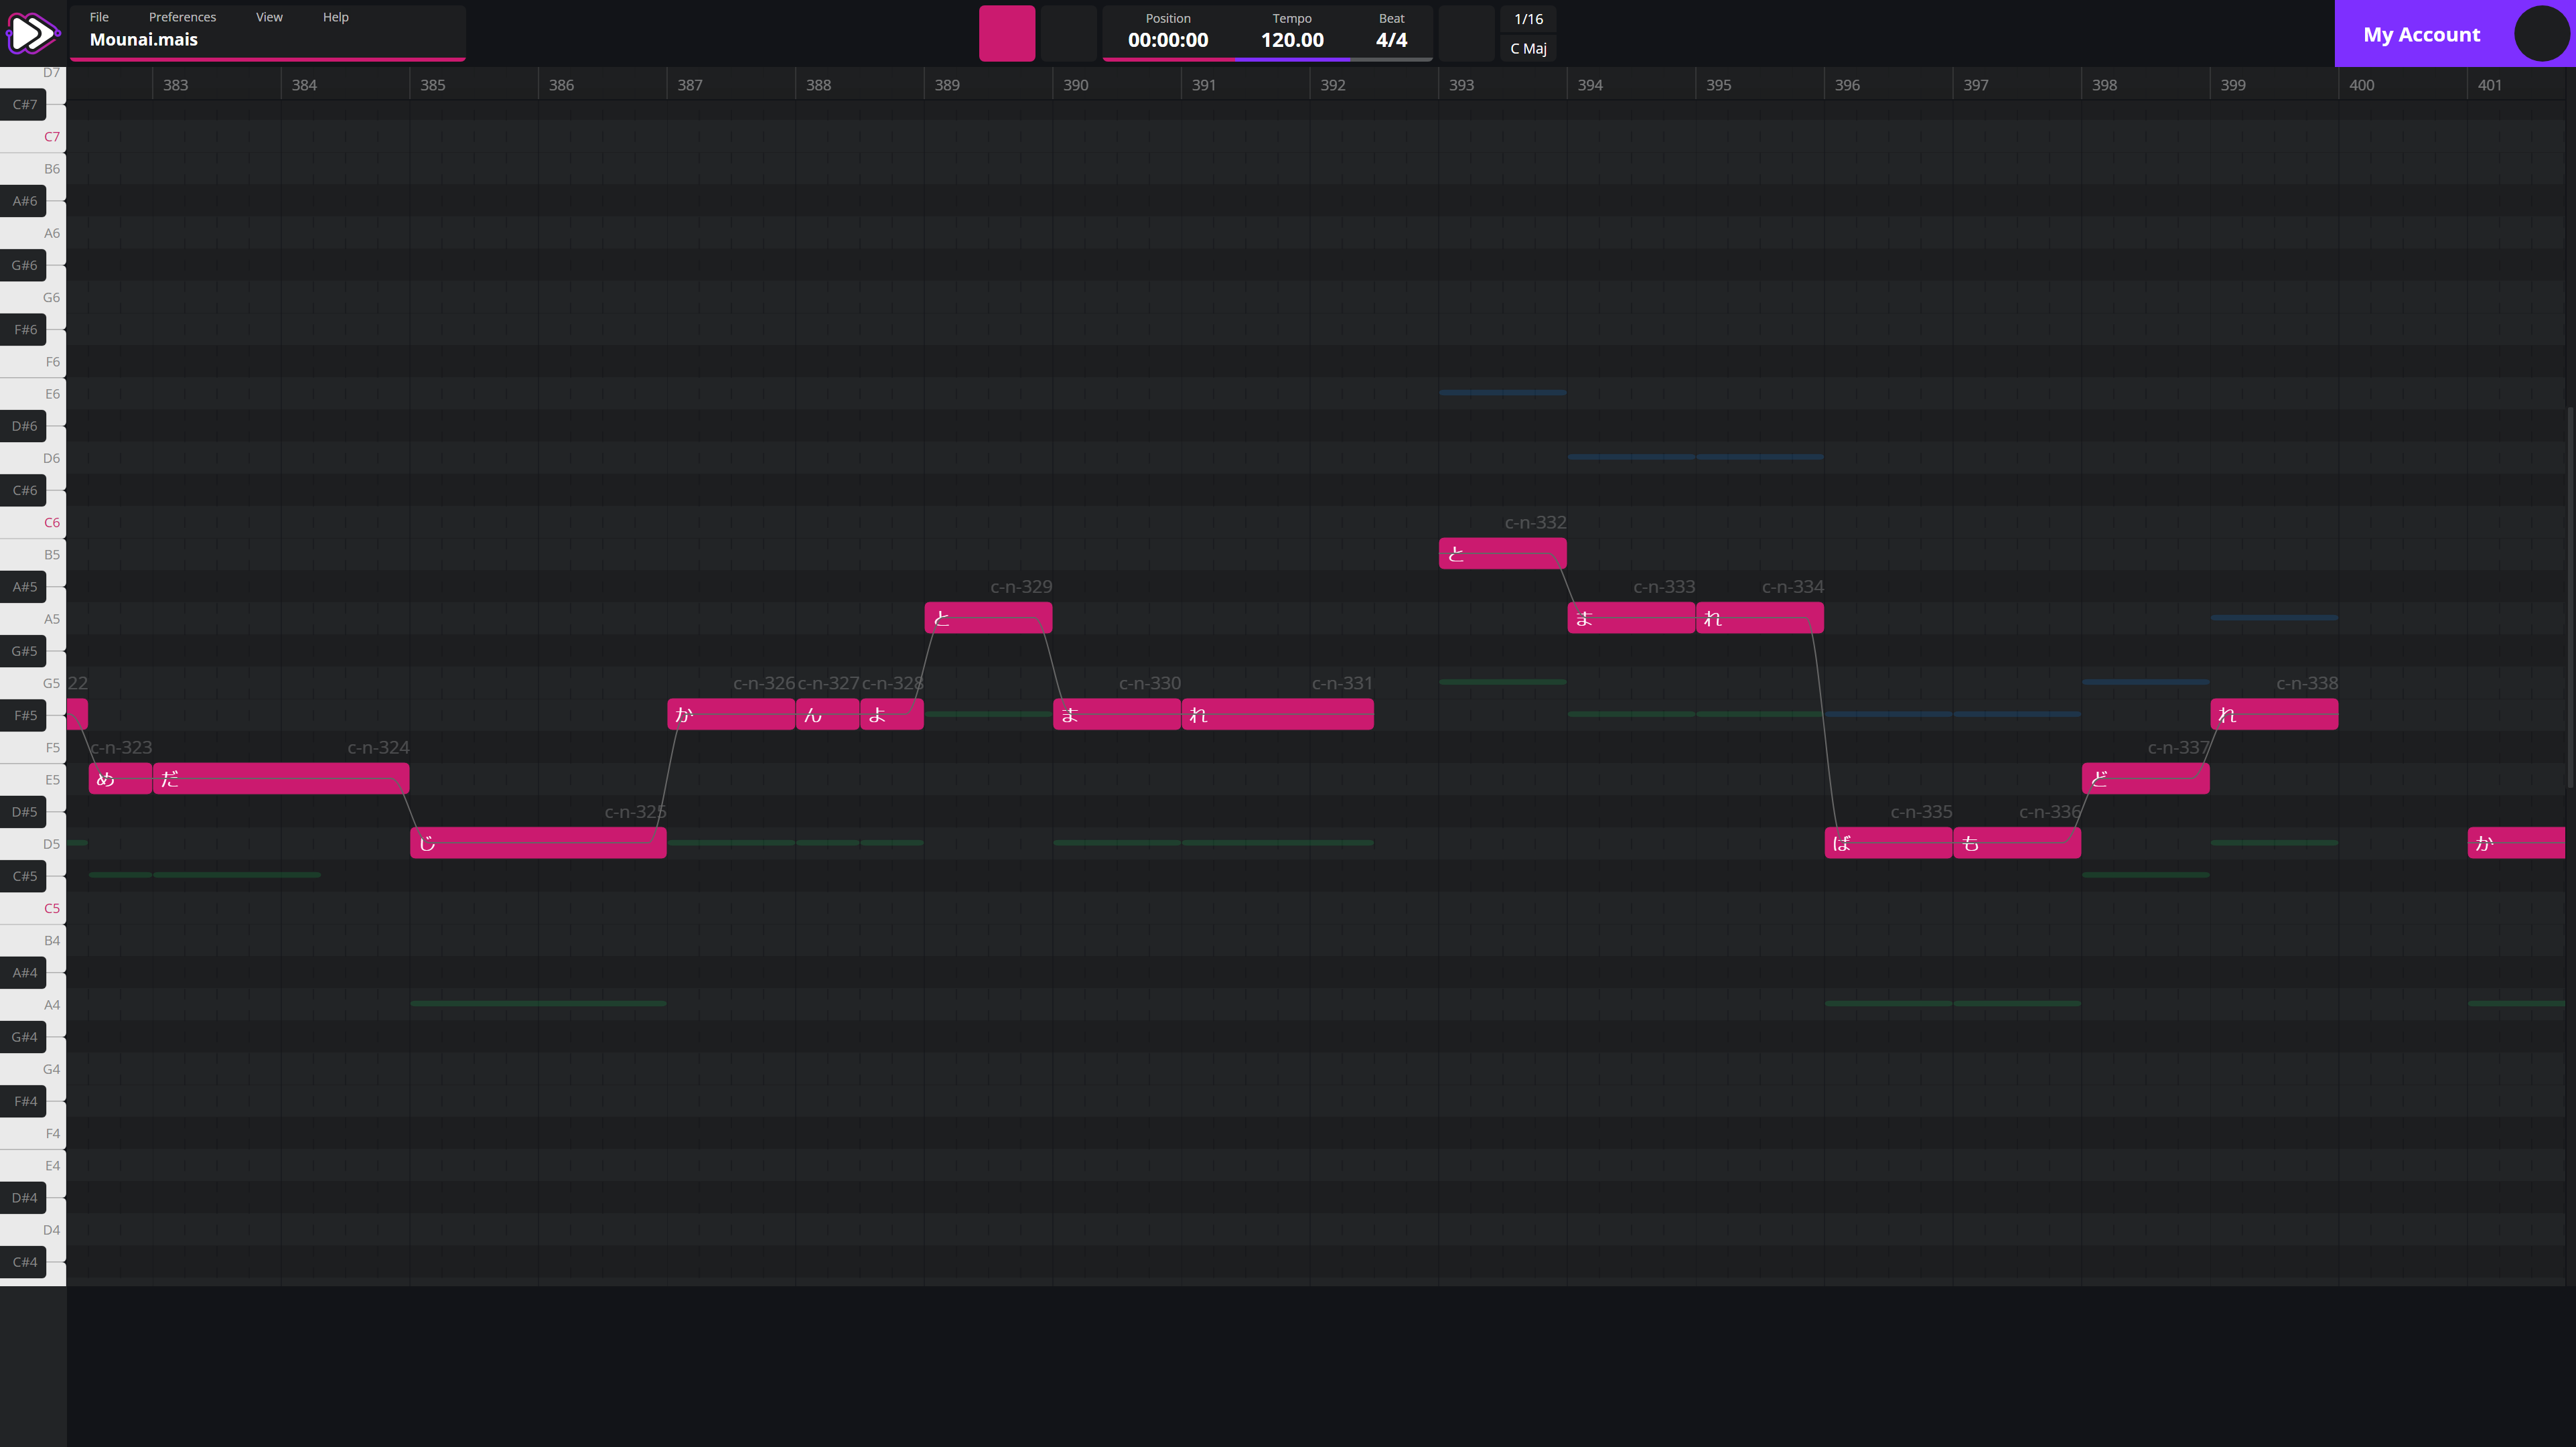 File Preferences View Help
Mounai.mais
Position Tempo Beat
00:00:00 120.00 4/4
1/16
C Maj
My Account
383 384 385 386 387 388 389 390 391 392 393 394 395 396 397 398 399 400 401
D7
C#7
C7
B6
A#6
A6
G#6
G6
F#6
F6
E6
D#6
D6
C#6
C6 c-n-332
B5 と
A#5 c-n-329 c-n-333 c-n-334
A5 と ま れ
G#5
G5 22 c-n-326 c-n-327 c-n-328 c-n-330 c-n-331 c-n-338
F#5 か ん よ ま れ れ
F5 c-n-323 c-n-324 c-n-337
E5 め だ ど
D#5 c-n-325 c-n-335 c-n-336
D5 じ ば も か
C#5
C5
B4
A#4
A4
G#4
G4
F#4
F4
E4
D#4
D4
C#4